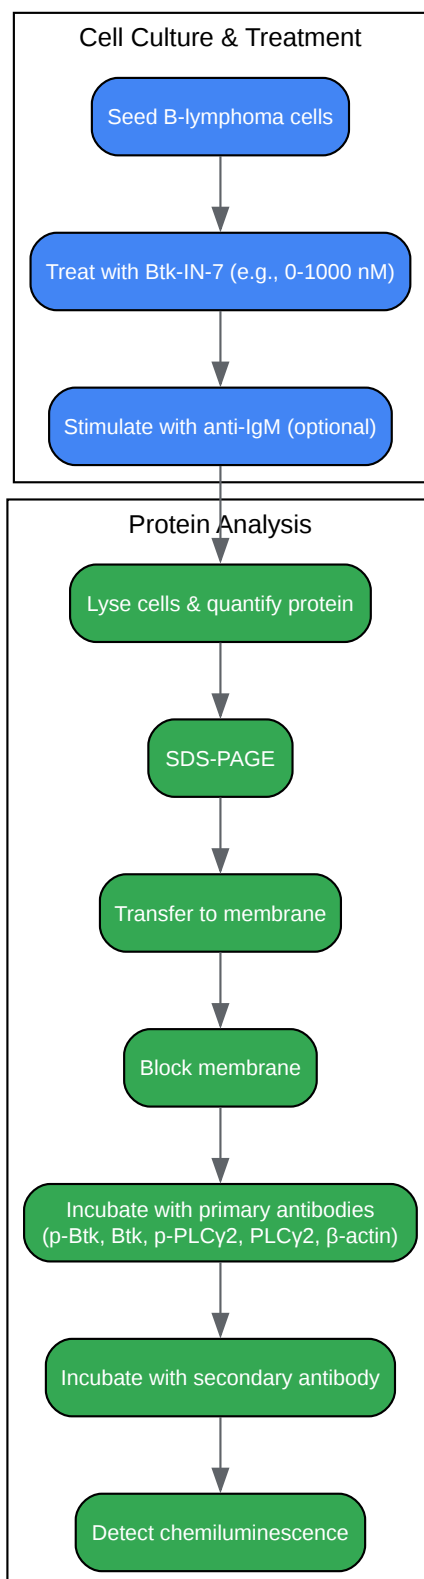 Cell Culture & Treatment
Seed B-lymphoma cells
Treat with Btk-IN-7 (e.g., 0-1000 nM)
Stimulate with anti-IgM (optional)
Protein Analysis
Lyse cells & quantify protein
SDS-PAGE
Transfer to membrane
Block membrane
Incubate with primary antibodies
(p-Btk, Btk, p-PLCγ2, PLCγ2, β-actin)
Incubate with secondary antibody
Detect chemiluminescence